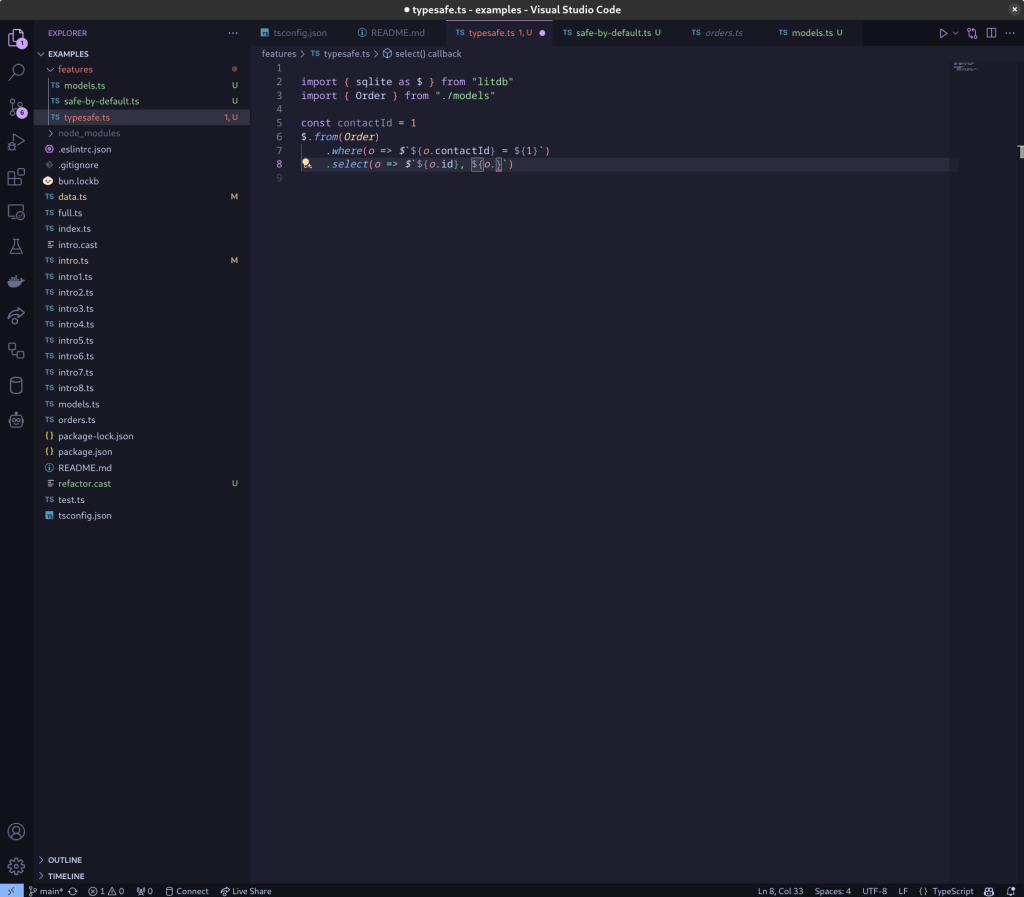 typesafe.ts - examples - Visual Studio Code
EXPLORER
tsconfig.json
README.md
typesafe.ts 1, U
safe-by-default.ts U
orders.ts
models.ts U
features > TS typesafe.ts > select() callback
EXAMPLES
features
TS models.ts U
TS safe-by-default.ts U
TS typesafe.ts 1, U
node_modules
.eslintrc.json
.gitignore
bun.lockb
TS data.ts M
TS full.ts
TS index.ts
intro.cast
TS intro.ts M
TS intro1.ts
TS intro2.ts
TS intro3.ts
TS intro4.ts
TS intro5.ts
TS intro6.ts
TS intro7.ts
TS intro8.ts
TS models.ts
TS orders.ts
{} package-lock.json
{} package.json
README.md
refactor.cast U
TS test.ts
tsconfig.json
OUTLINE
TIMELINE
1
2 import { sqlite as $ } from "litdb"
3 import { Order } from "./models"
4
5 const contactId = 1
6 $.from(Order)
7 .where(o => $`${o.contactId} = ${1}`)
8 .select(o => $`${o.id}, ${o.}`)
9
1
6
main* 1 0 0 Connect Live Share
Ln 8, Col 33 Spaces: 4 UTF-8 LF {} TypeScript